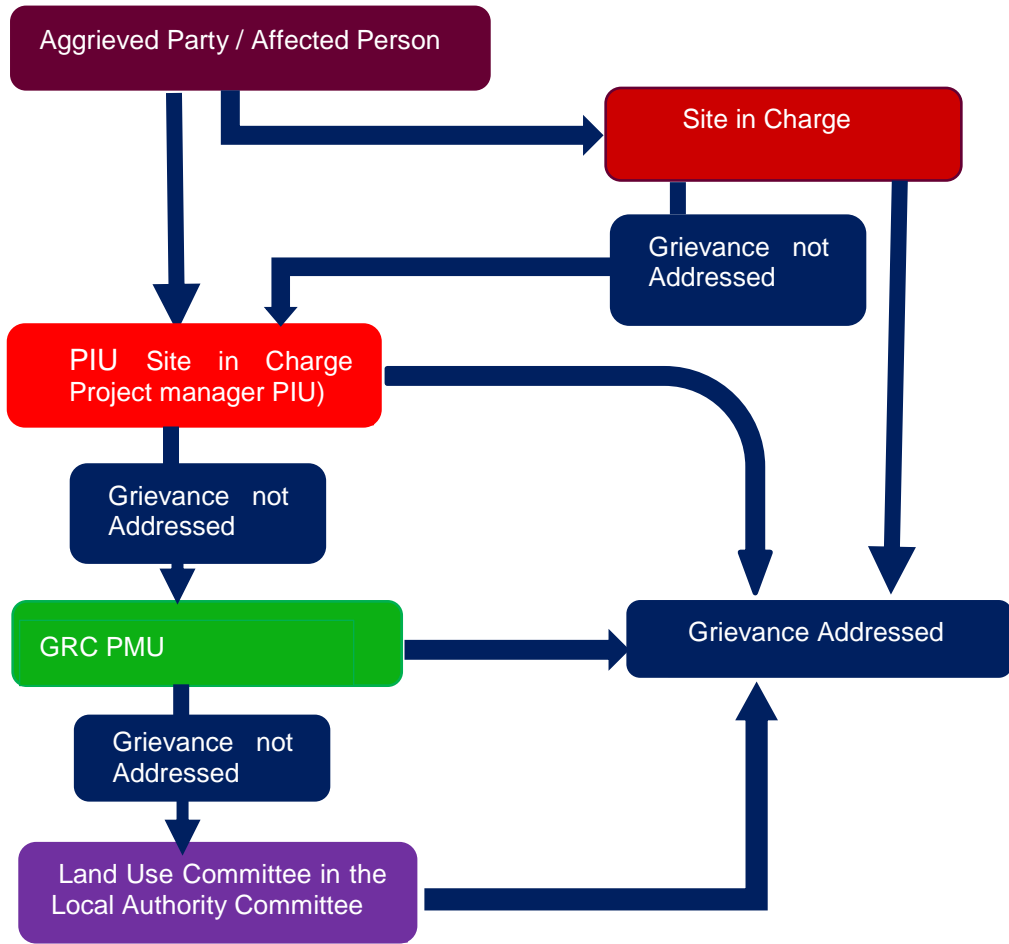 Aggrieved Party / Affected Person
Site in Charge
Grievance not
Addressed
PIU Site in Charge
Project manager PIU)
Grievance not
Addressed
GRC PMU
Grievance Addressed
Grievance not
Addressed
Land Use Committee in the
Local Authority Committee